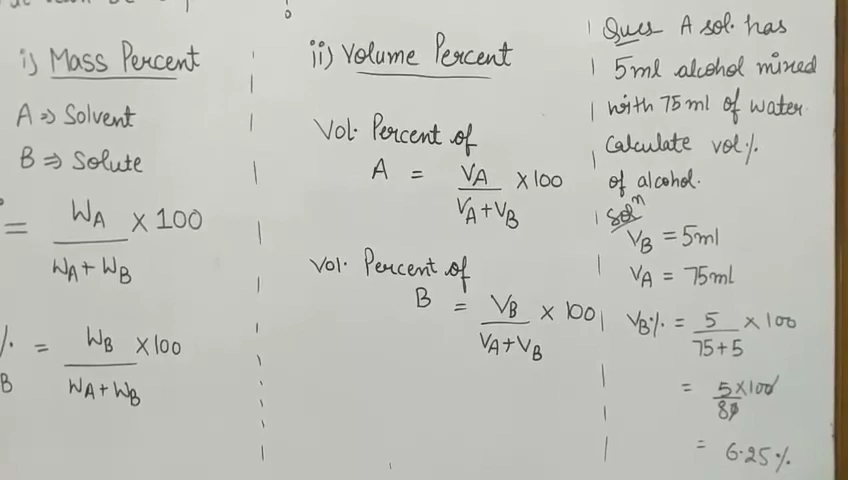 i) Mass Percent
A ⇒ Solvent
B ⇒ Solute
= WA / WA + WB × 100
% B = WB / WA + WB × 100
ii) Volume Percent
Vol. Percent of
A = VA / VA + VB × 100
Vol. Percent of
B = VB / VA + VB × 100
Ques A sol. has
5ml alcohol mixed
with 75ml of water.
Calculate vol.%
of alcohol.
Solⁿ
VB = 5ml
VA = 75ml
VB% = 5 / 75+5 × 100
= 5×100 / 80
= 6.25%